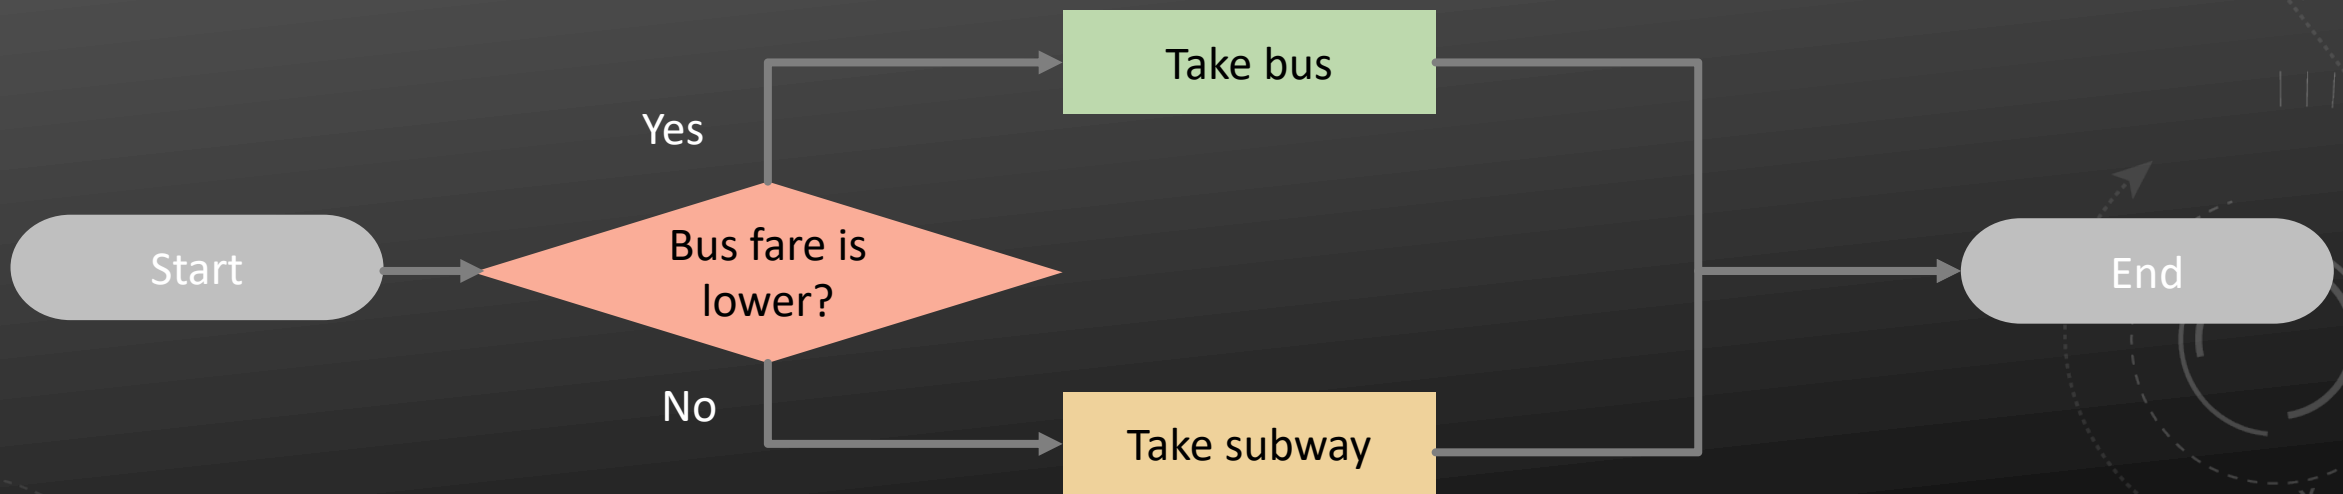 Take bus
Yes
Start
Bus fare is
lower?
End
No
Take subway